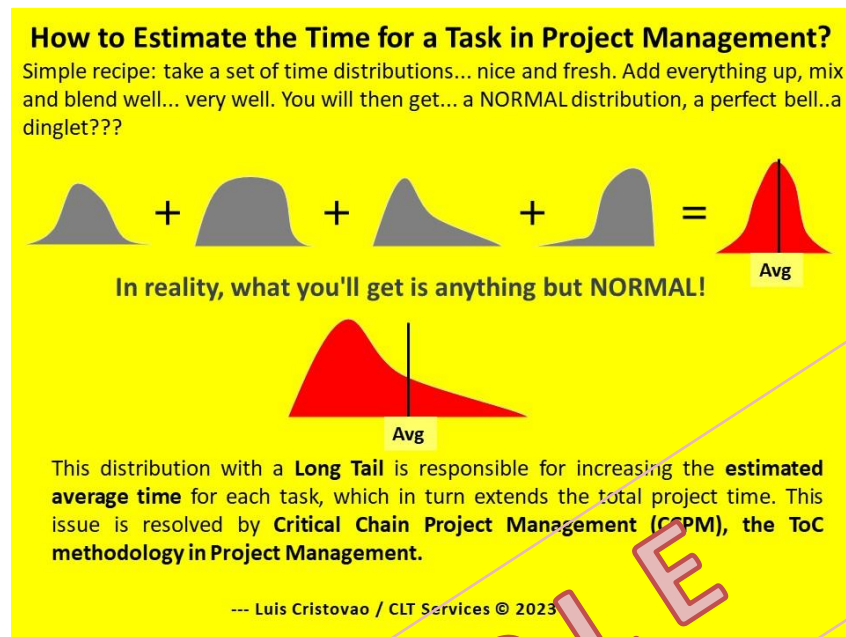 How to Estimate the Time for a Task in Project Management?
Simple recipe: take a set of time distributions... nice and fresh. Add everything up, mix
and blend well... very well. You will then get... a NORMAL distribution, a perfect bell..a
dinglet???
+ + + =
Avg
In reality, what you'll get is anything but NORMAL!
Avg
This distribution with a Long Tail is responsible for increasing the estimated
average time for each task, which in turn extends the total project time. This
issue is resolved by Critical Chain Project Management (CCPM), the ToC
methodology in Project Management.
--- Luis Cristovao / CLT Services © 2023